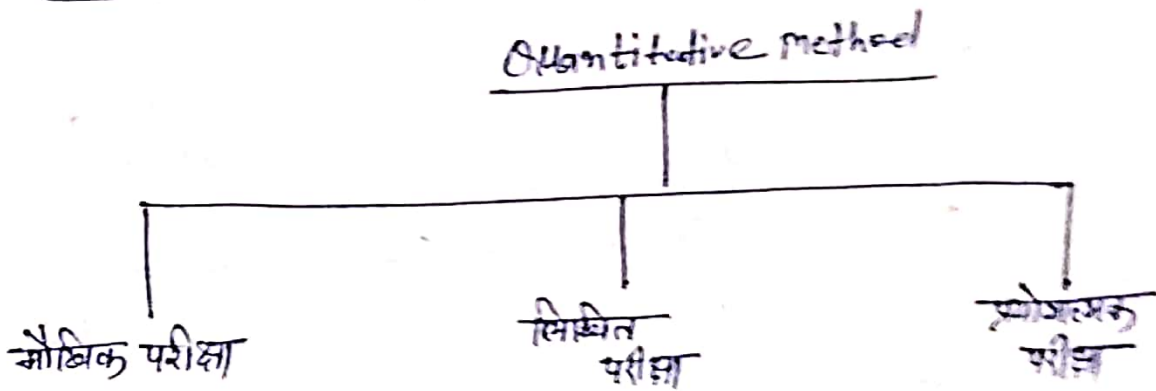 Quantitative Method
मौखिक परीक्षा
लिखित
परीक्षा
प्रयोगात्मक
परीक्षा